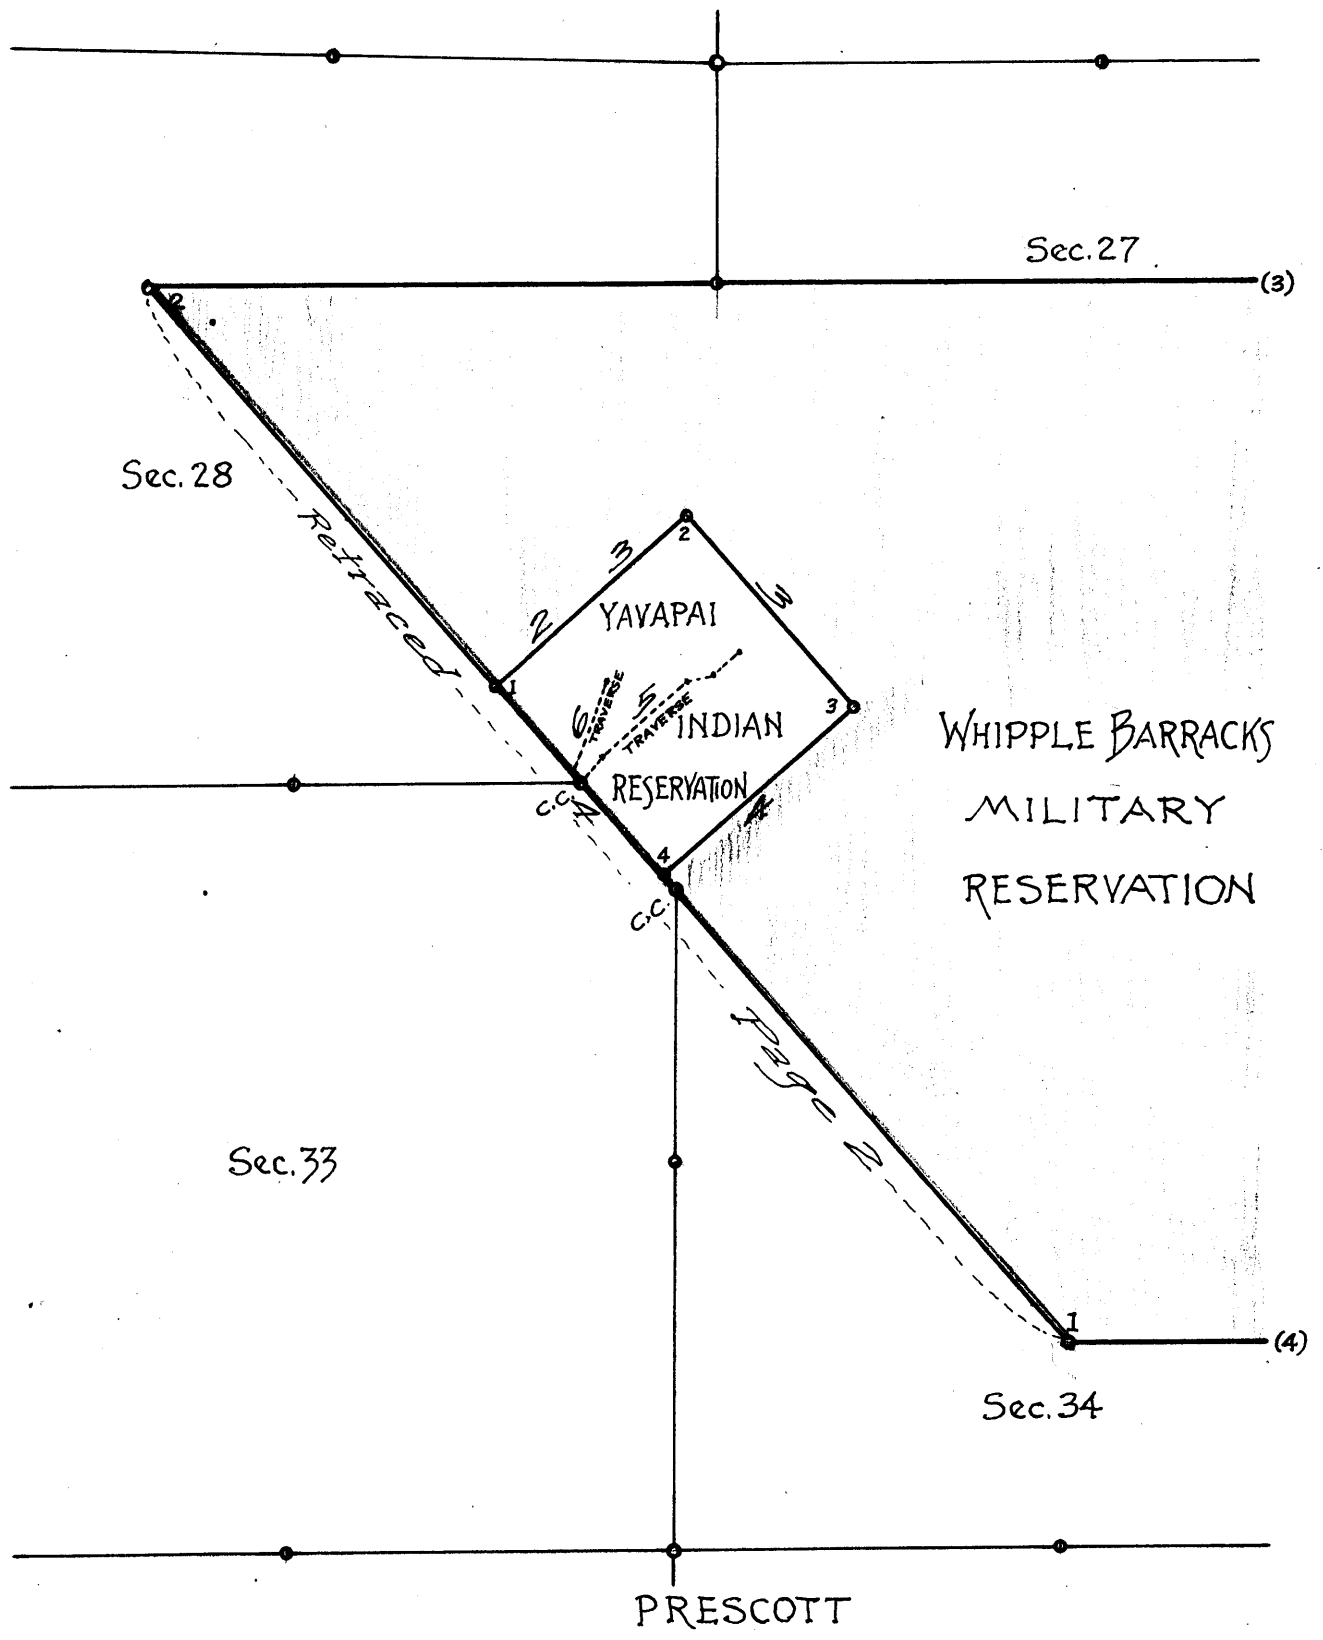 Sec. 27
(3)
2
Sec. 28
Retraced
2
3
2
3
YAVAPAI
1
6
TRAVERSE
5
TRAVERSE
3
INDIAN
WHIPPLE BARRACKS
RESERVATION
C.C.
4
4
MILITARY
4
RESERVATION
C.C.
Page 2
Sec. 33
1
(4)
Sec. 34
PRESCOTT